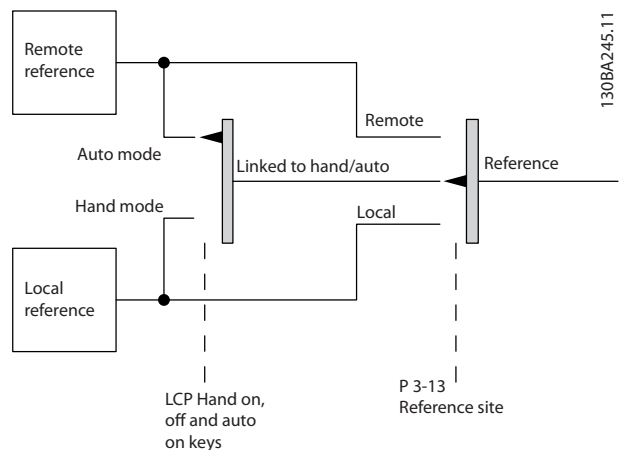 Remote
reference
130BA245.11
Remote
Auto mode
Linked to hand/auto
Reference
Hand mode
Local
Local
reference
LCP Hand on,
off and auto
on keys
P 3-13
Reference site